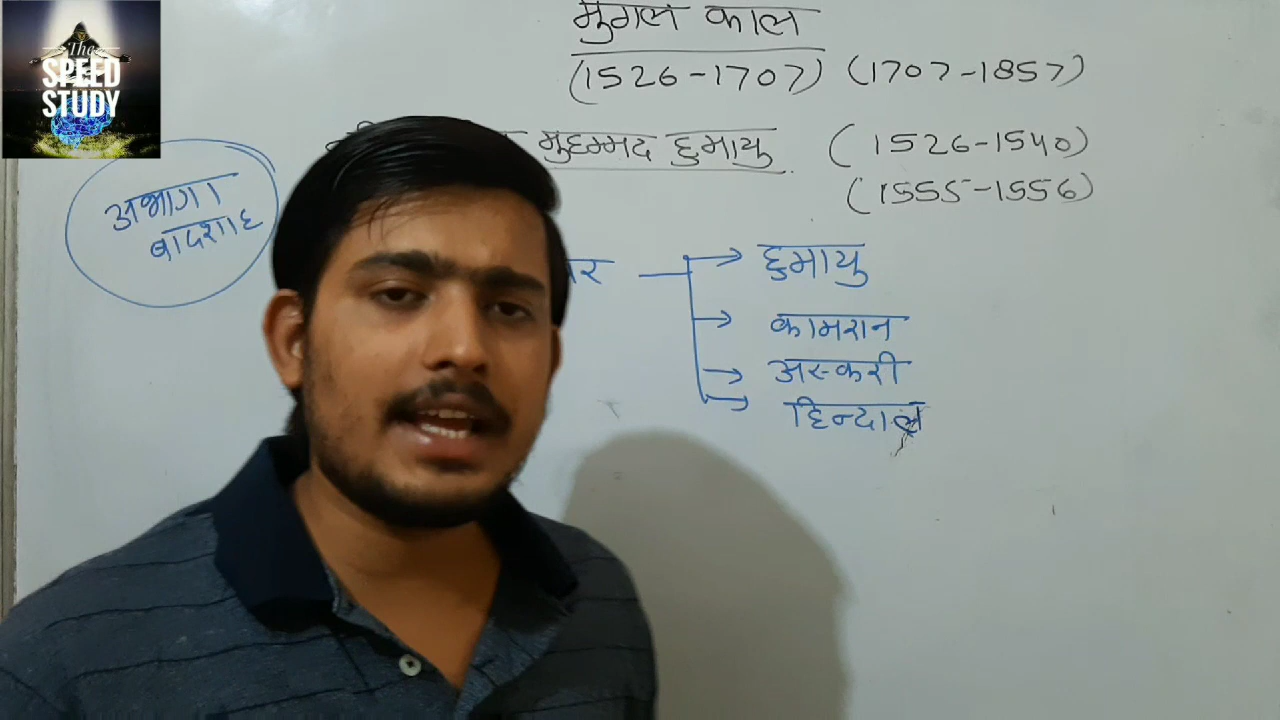 The
SPEED
STUDY
मुगल काल
(1526-1707) (1707-1857)
मुहम्मद हुमायु (1526-1540)
(1555-1556)
अभागा
बादशाह
हुमायु
कामरान
अस्करी
हिन्दाल